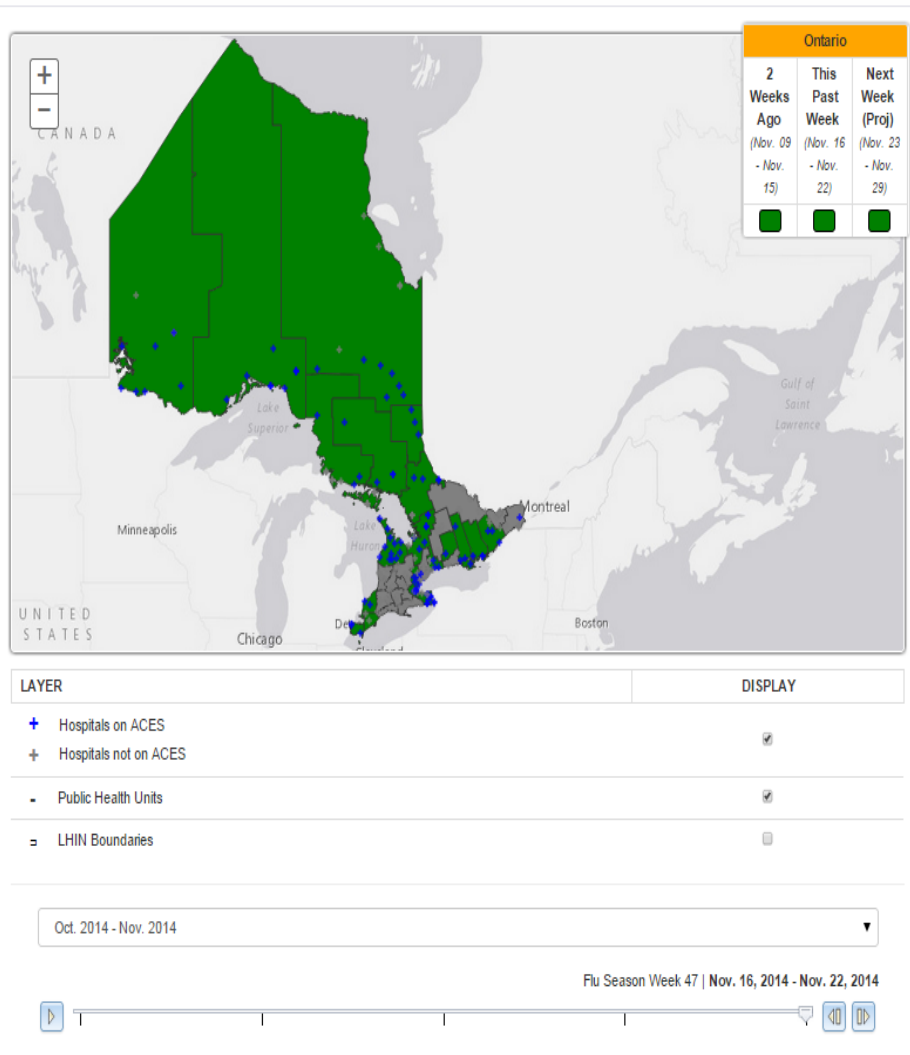 Ontario
2 Weeks Ago (Nov. 09 - Nov. 15)
This Past Week (Nov. 16 - Nov. 22)
Next Week (Proj) (Nov. 23 - Nov. 29)
+
−
CANADA
Gulf of
Saint
Lawrence
Lake
Superior
Montreal
Minneapolis
Lake
Huron
UNITED
STATES
Chicago
Boston
LAYER DISPLAY
Hospitals on ACES
Hospitals not on ACES
Public Health Units
LHIN Boundaries
Oct. 2014 - Nov. 2014
Flu Season Week 47 | Nov. 16, 2014 - Nov. 22, 2014